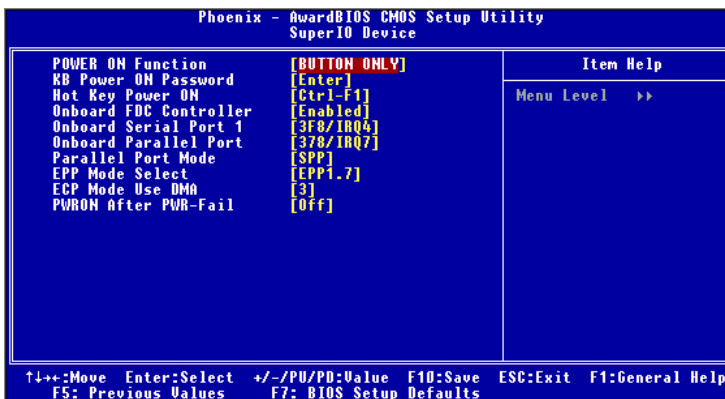 Phoenix - AwardBIOS CMOS Setup Utility
SuperIO Device
POWER ON Function [BUTTON ONLY]
KB Power ON Password [Enter]
Hot Key Power ON [Ctrl-F1]
Onboard FDC Controller [Enabled]
Onboard Serial Port 1 [3F8/IRQ4]
Onboard Parallel Port [378/IRQ7]
Parallel Port Mode [SPP]
EPP Mode Select [EPP1.7]
ECP Mode Use DMA [3]
PWRON After PWR-Fail [Off]
Item Help
Menu Level ▸▸
↑↓→←:Move Enter:Select +/-/PU/PD:Value F10:Save ESC:Exit F1:General Help
F5: Previous Values F7: BIOS Setup Defaults